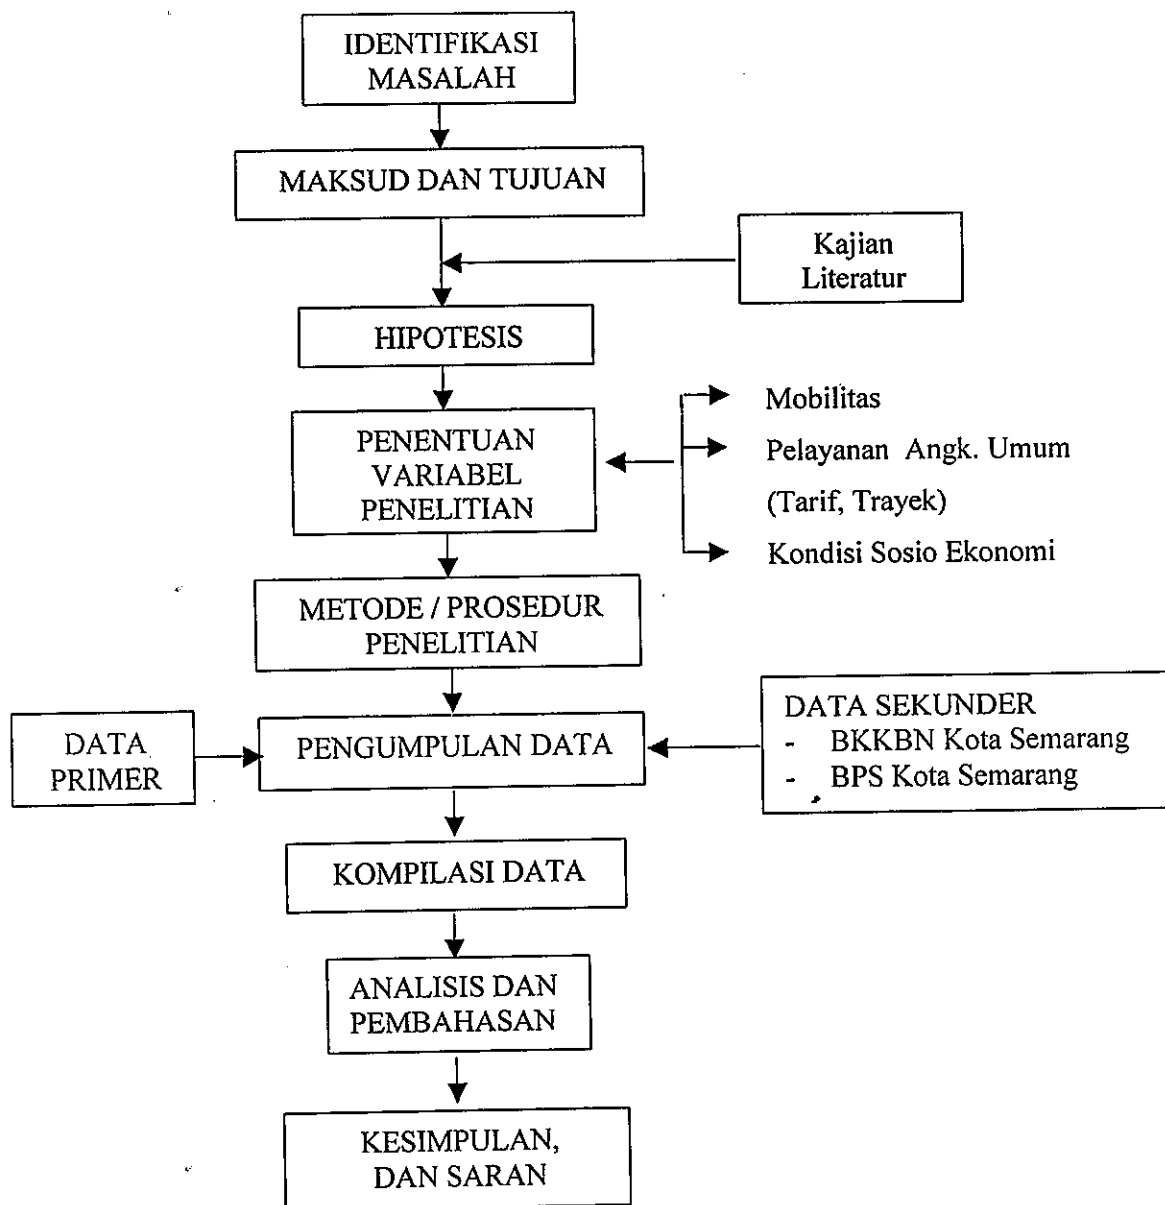 IDENTIFIKASI
MASALAH
MAKSUD DAN TUJUAN
Kajian
Literatur
HIPOTESIS
PENENTUAN
VARIABEL
PENELITIAN
Mobilitas
Pelayanan Angk. Umum
(Tarif, Trayek)
Kondisi Sosio Ekonomi
METODE / PROSEDUR
PENELITIAN
DATA
PRIMER
PENGUMPULAN DATA
DATA SEKUNDER
- BKKBN Kota Semarang
- BPS Kota Semarang
KOMPILASI DATA
ANALISIS DAN
PEMBAHASAN
KESIMPULAN,
DAN SARAN